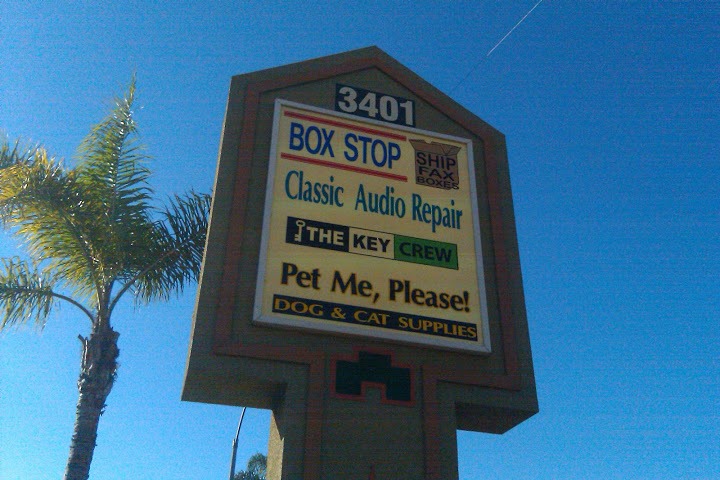 3401
BOX STOP
SHIP
FAX
BOXES
Classic Audio Repair
THE KEY CREW
Pet Me, Please!
DOG & CAT SUPPLIES